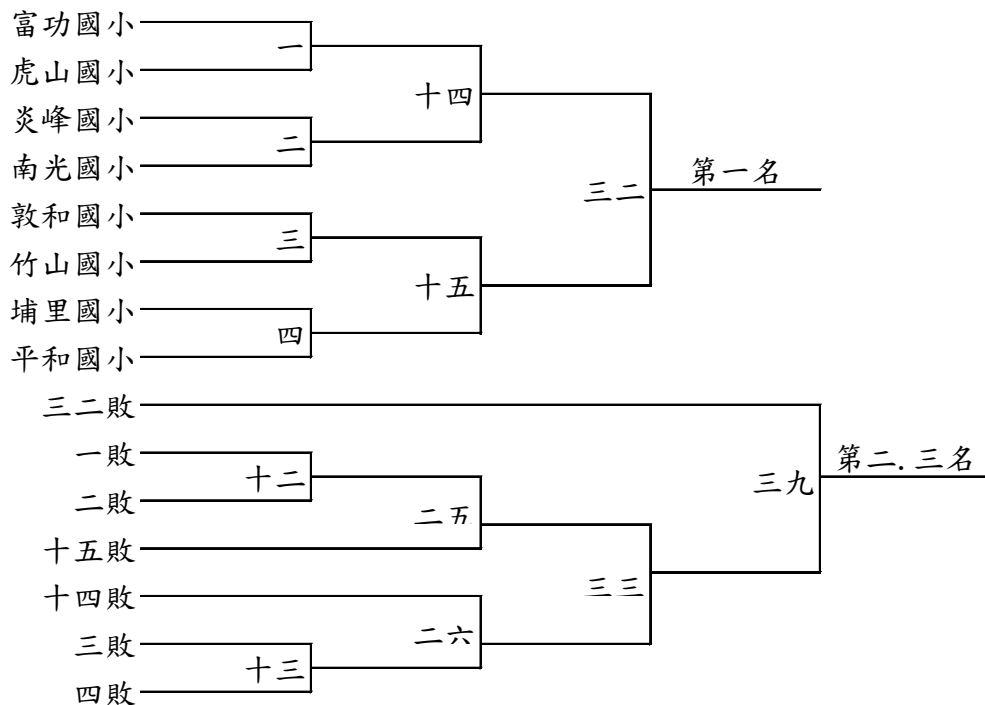 富功國小
一
虎山國小
十四
炎峰國小
二
南光國小
三二
第一名
敦和國小
三
竹山國小
十五
埔里國小
四
平和國小
三二敗
一敗
十二
第二.三名
三九
二敗
二五
十五敗
十四敗
三三
三敗
二六
十三
四敗